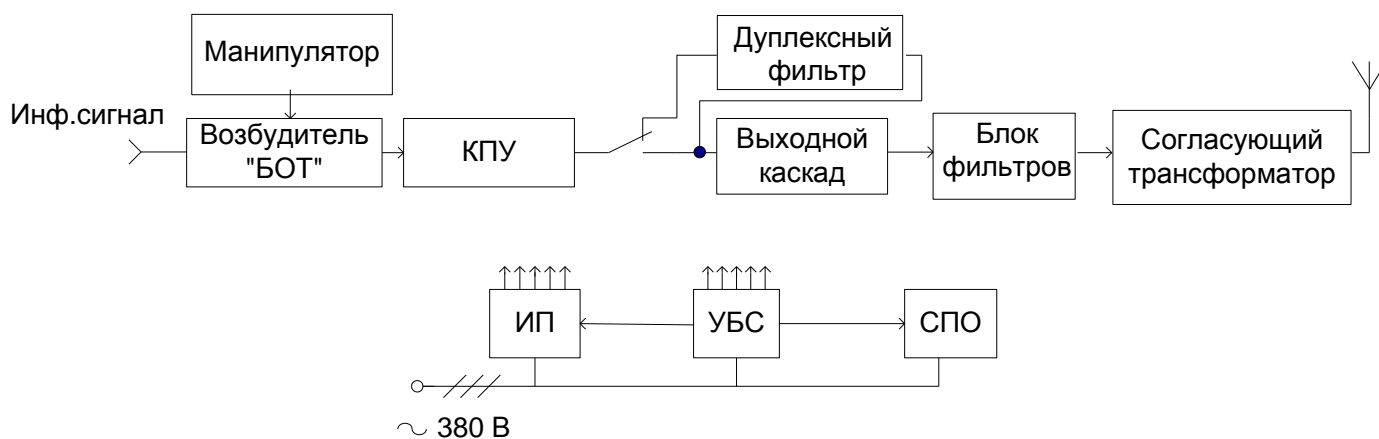 Манипулятор
Дуплексный
фильтр
Инф.сигнал
Возбудитель
"БОТ"
КПУ
Выходной
каскад
Блок
фильтров
Согласующий
трансформатор
ИП
УБС
СПО
~ 380 В